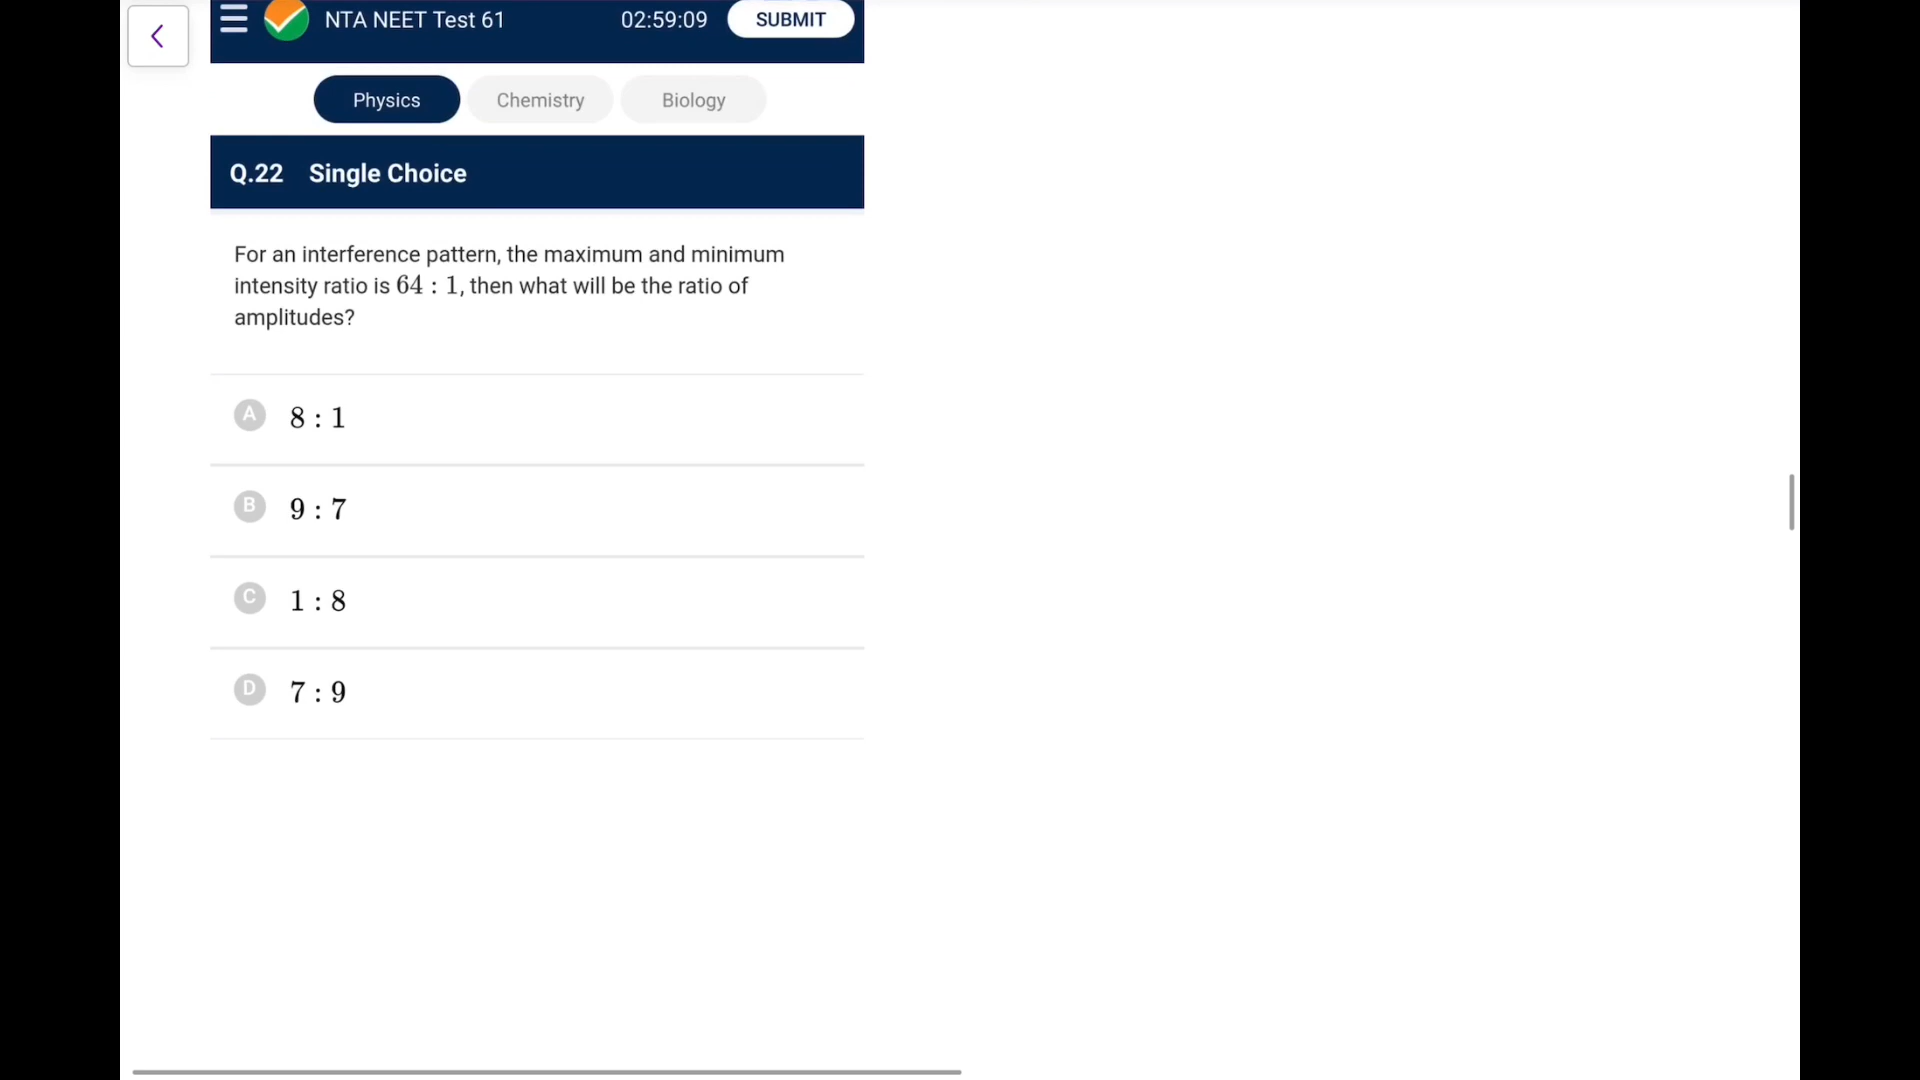 NTA NEET Test 61 02:59:09 SUBMIT
Physics Chemistry Biology
Q.22 Single Choice
For an interference pattern, the maximum and minimum
intensity ratio is 64 : 1, then what will be the ratio of
amplitudes?
A 8 : 1
B 9 : 7
C 1 : 8
D 7 : 9